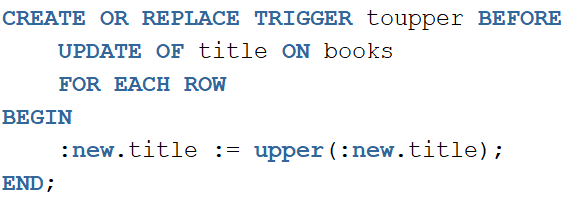 CREATE OR REPLACE TRIGGER toupper BEFORE
UPDATE OF title ON books
FOR EACH ROW
BEGIN
:new.title := upper(:new.title);
END;